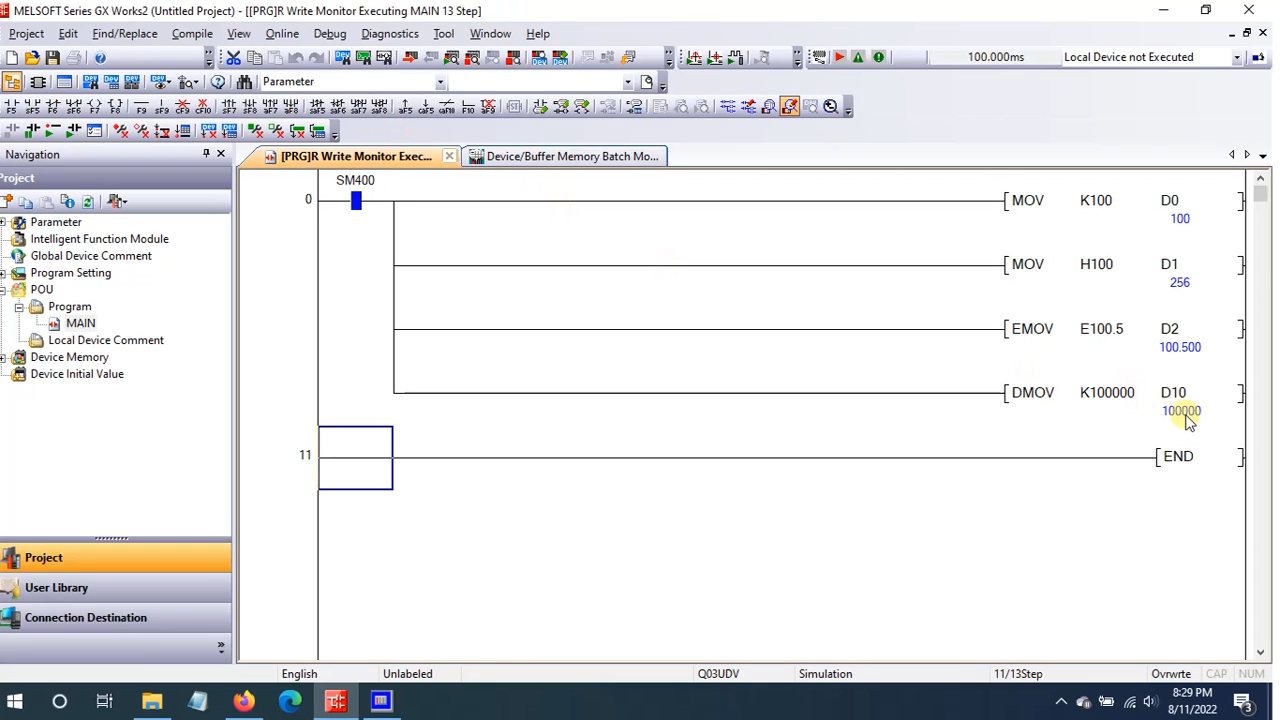 MELSOFT Series GX Works2 (Untitled Project) - [[PRG]R Write Monitor Executing MAIN 13 Step]
Project Edit Find/Replace Compile View Online Debug Diagnostics Tool Window Help
100.000ms Local Device not Executed
Parameter
Navigation
[PRG]R Write Monitor Exec...
Device/Buffer Memory Batch Mo...
Project
Parameter
Intelligent Function Module
Global Device Comment
Program Setting
POU
Program
MAIN
Local Device Comment
Device Memory
Device Initial Value
Project
User Library
Connection Destination
SM400
0 MOV K100 D0
100
MOV H100 D1
256
EMOV E100.5 D2
100.500
DMOV K100000 D10
100000
11 END
English Unlabeled Q03UDV Simulation 11/13Step Ovrwrte CAP NUM
8:29 PM
8/11/2022
3